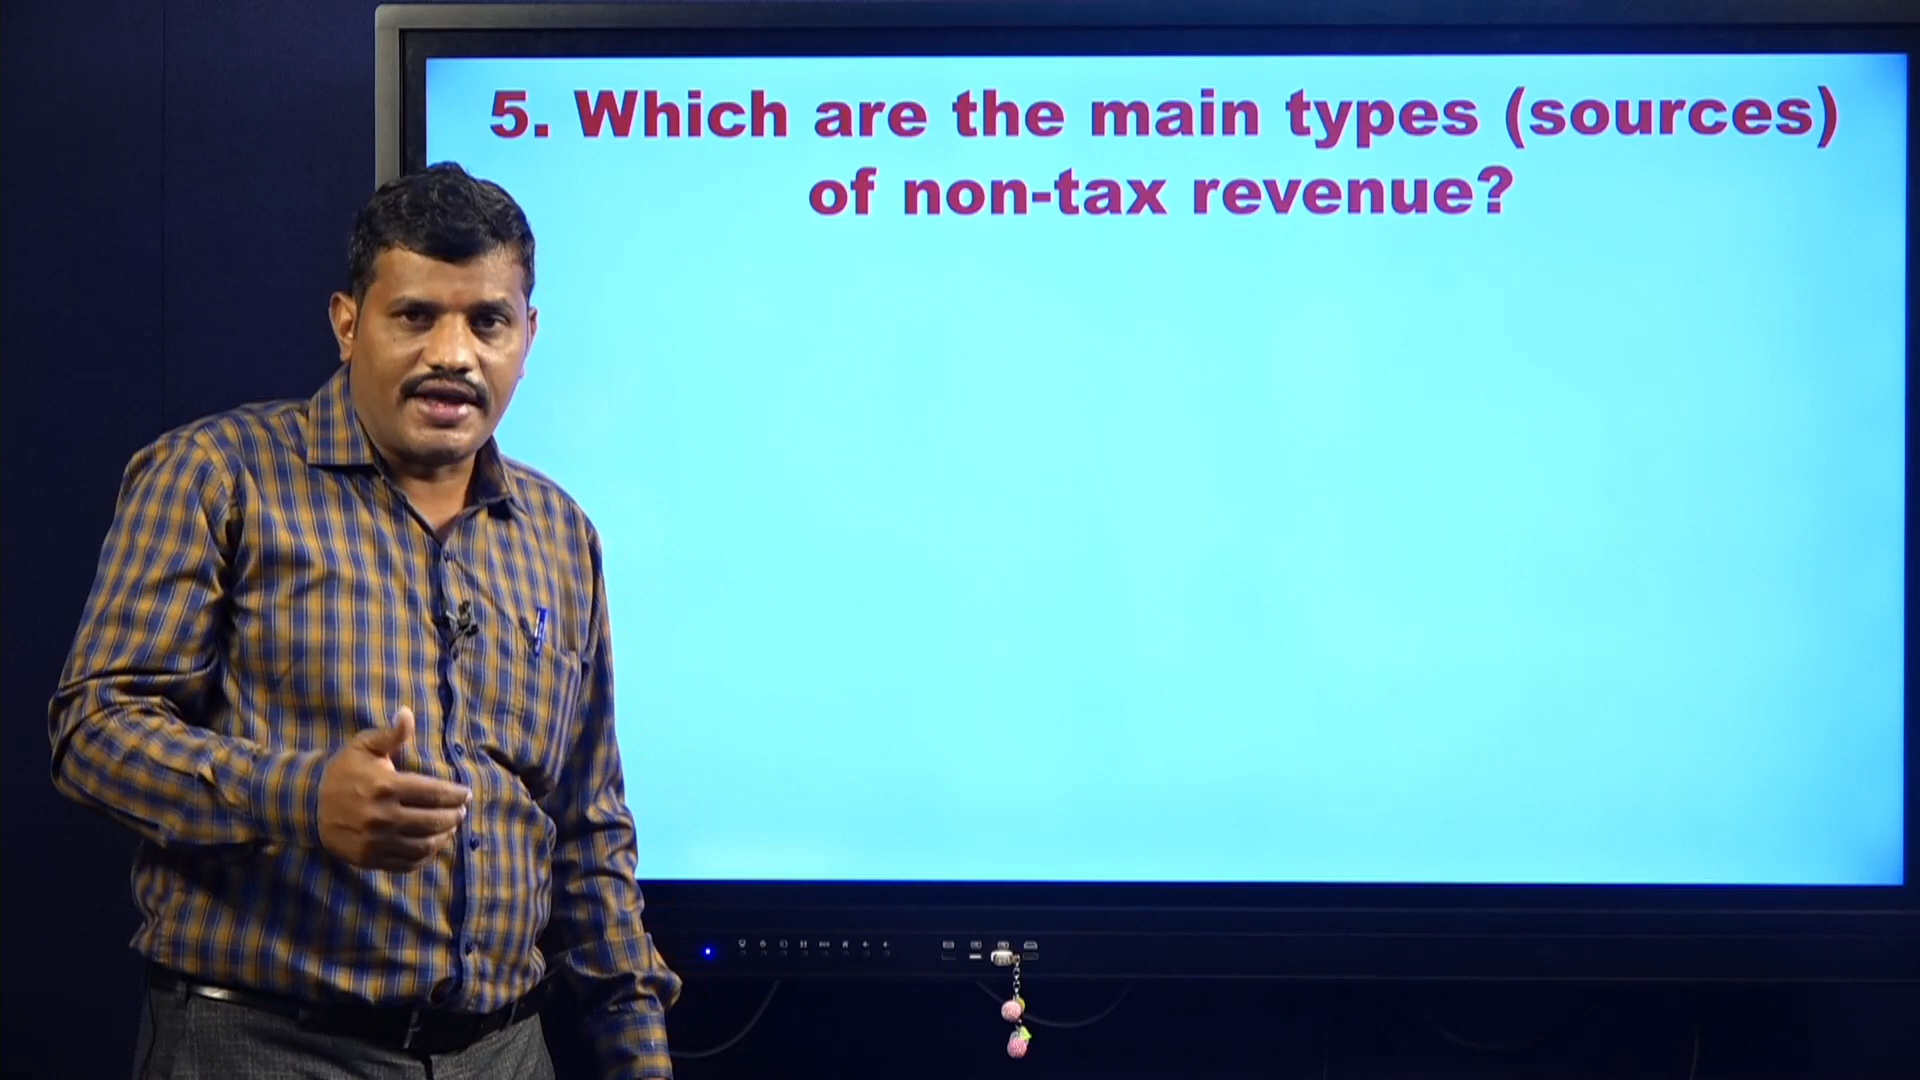 5. Which are the main types (sources)
of non-tax revenue?